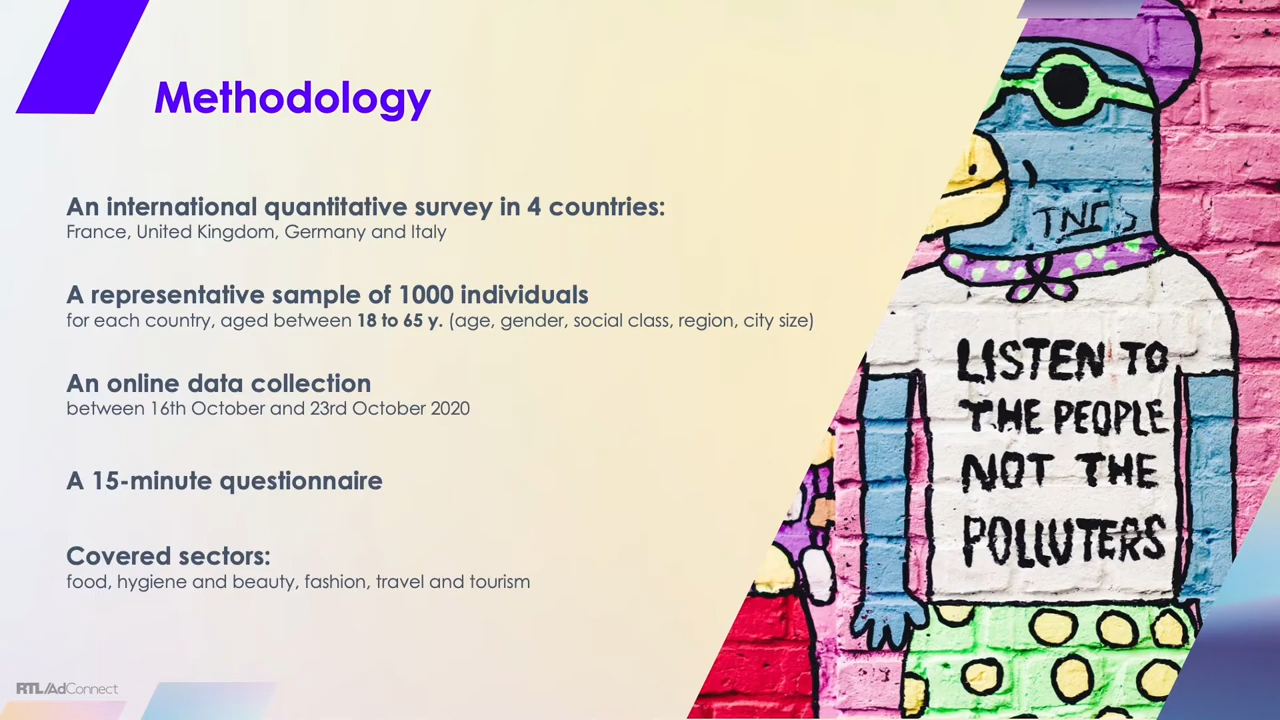 Methodology
An international quantitative survey in 4 countries:
France, United Kingdom, Germany and Italy
A representative sample of 1000 individuals
for each country, aged between 18 to 65 y. (age, gender, social class, region, city size)
An online data collection
between 16th October and 23rd October 2020
A 15-minute questionnaire
Covered sectors:
food, hygiene and beauty, fashion, travel and tourism
RTL/AdConnect
LISTEN TO
THE PEOPLE
NOT THE
POLLUTERS